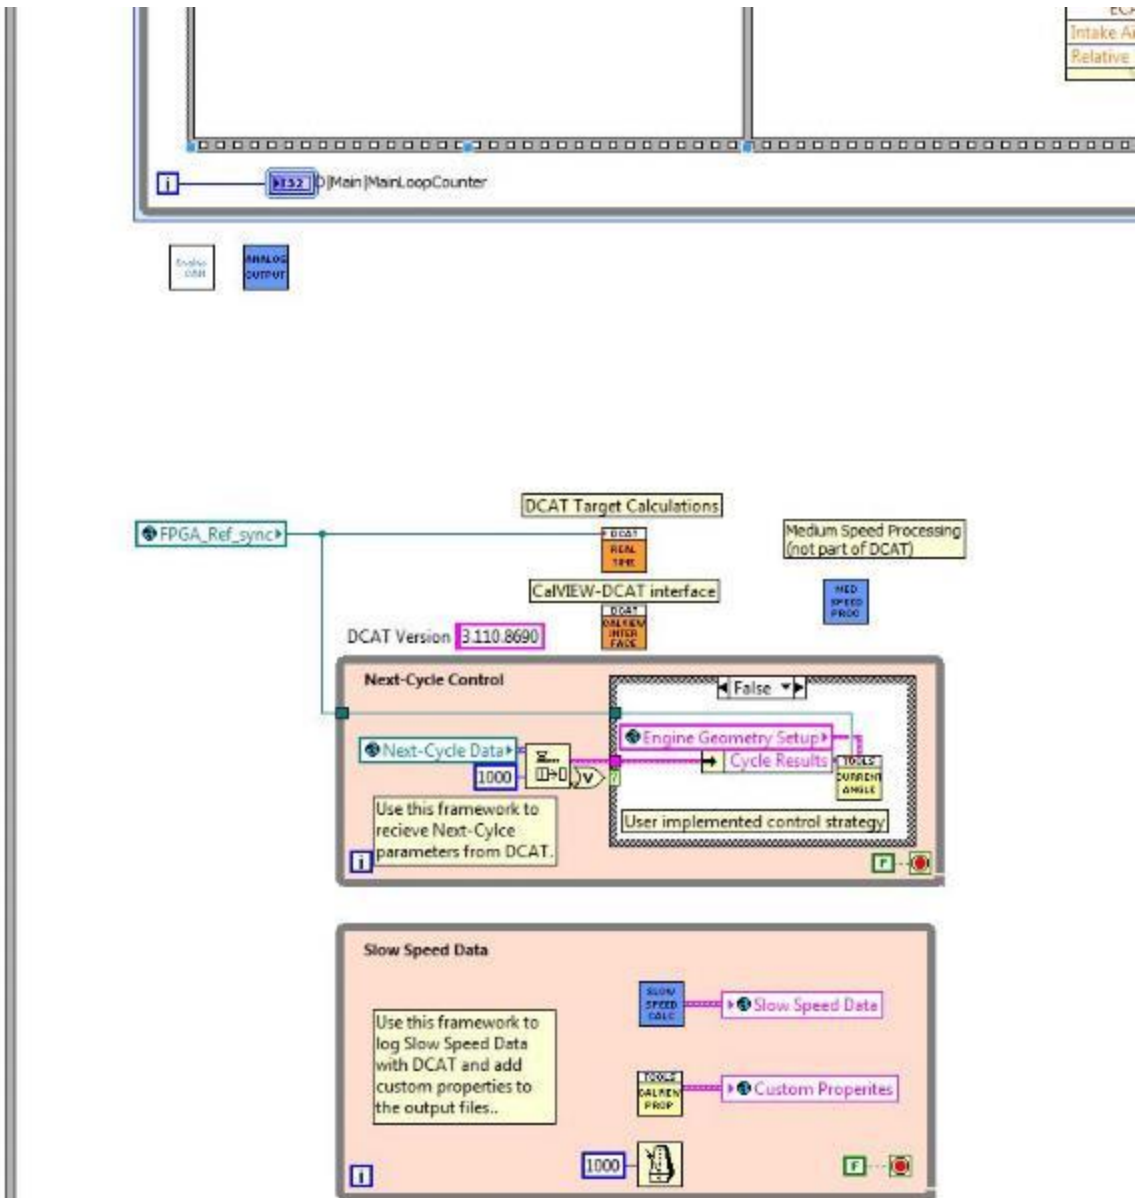 Intake Ai
Relative
i
I32
D|Main|MainLoopCounter
ANALOG
OUTPUT
DCAT Target Calculations
FPGA_Ref_sync
DCAT
REAL
TIME
Medium Speed Processing
(not part of DCAT)
CalVIEW-DCAT interface
MED
SPEED
PROC
DCAT
CALVIEW
INTER
FACE
DCAT Version
3.110.8690
Next-Cycle Control
False
Engine Geometry Setup
Next-Cycle Data
Cycle Results
TOOLS
CURRENT
ANGLE
1000
V
?
Use this framework to
recieve Next-Cylce
parameters from DCAT.
User implemented control strategy
i
F
Slow Speed Data
SLOW
SPEED
CALC
Slow Speed Data
Use this framework to
log Slow Speed Data
with DCAT and add
custom properties to
the output files..
TOOLS
CALVIEW
PROP
Custom Properites
1000
i
F